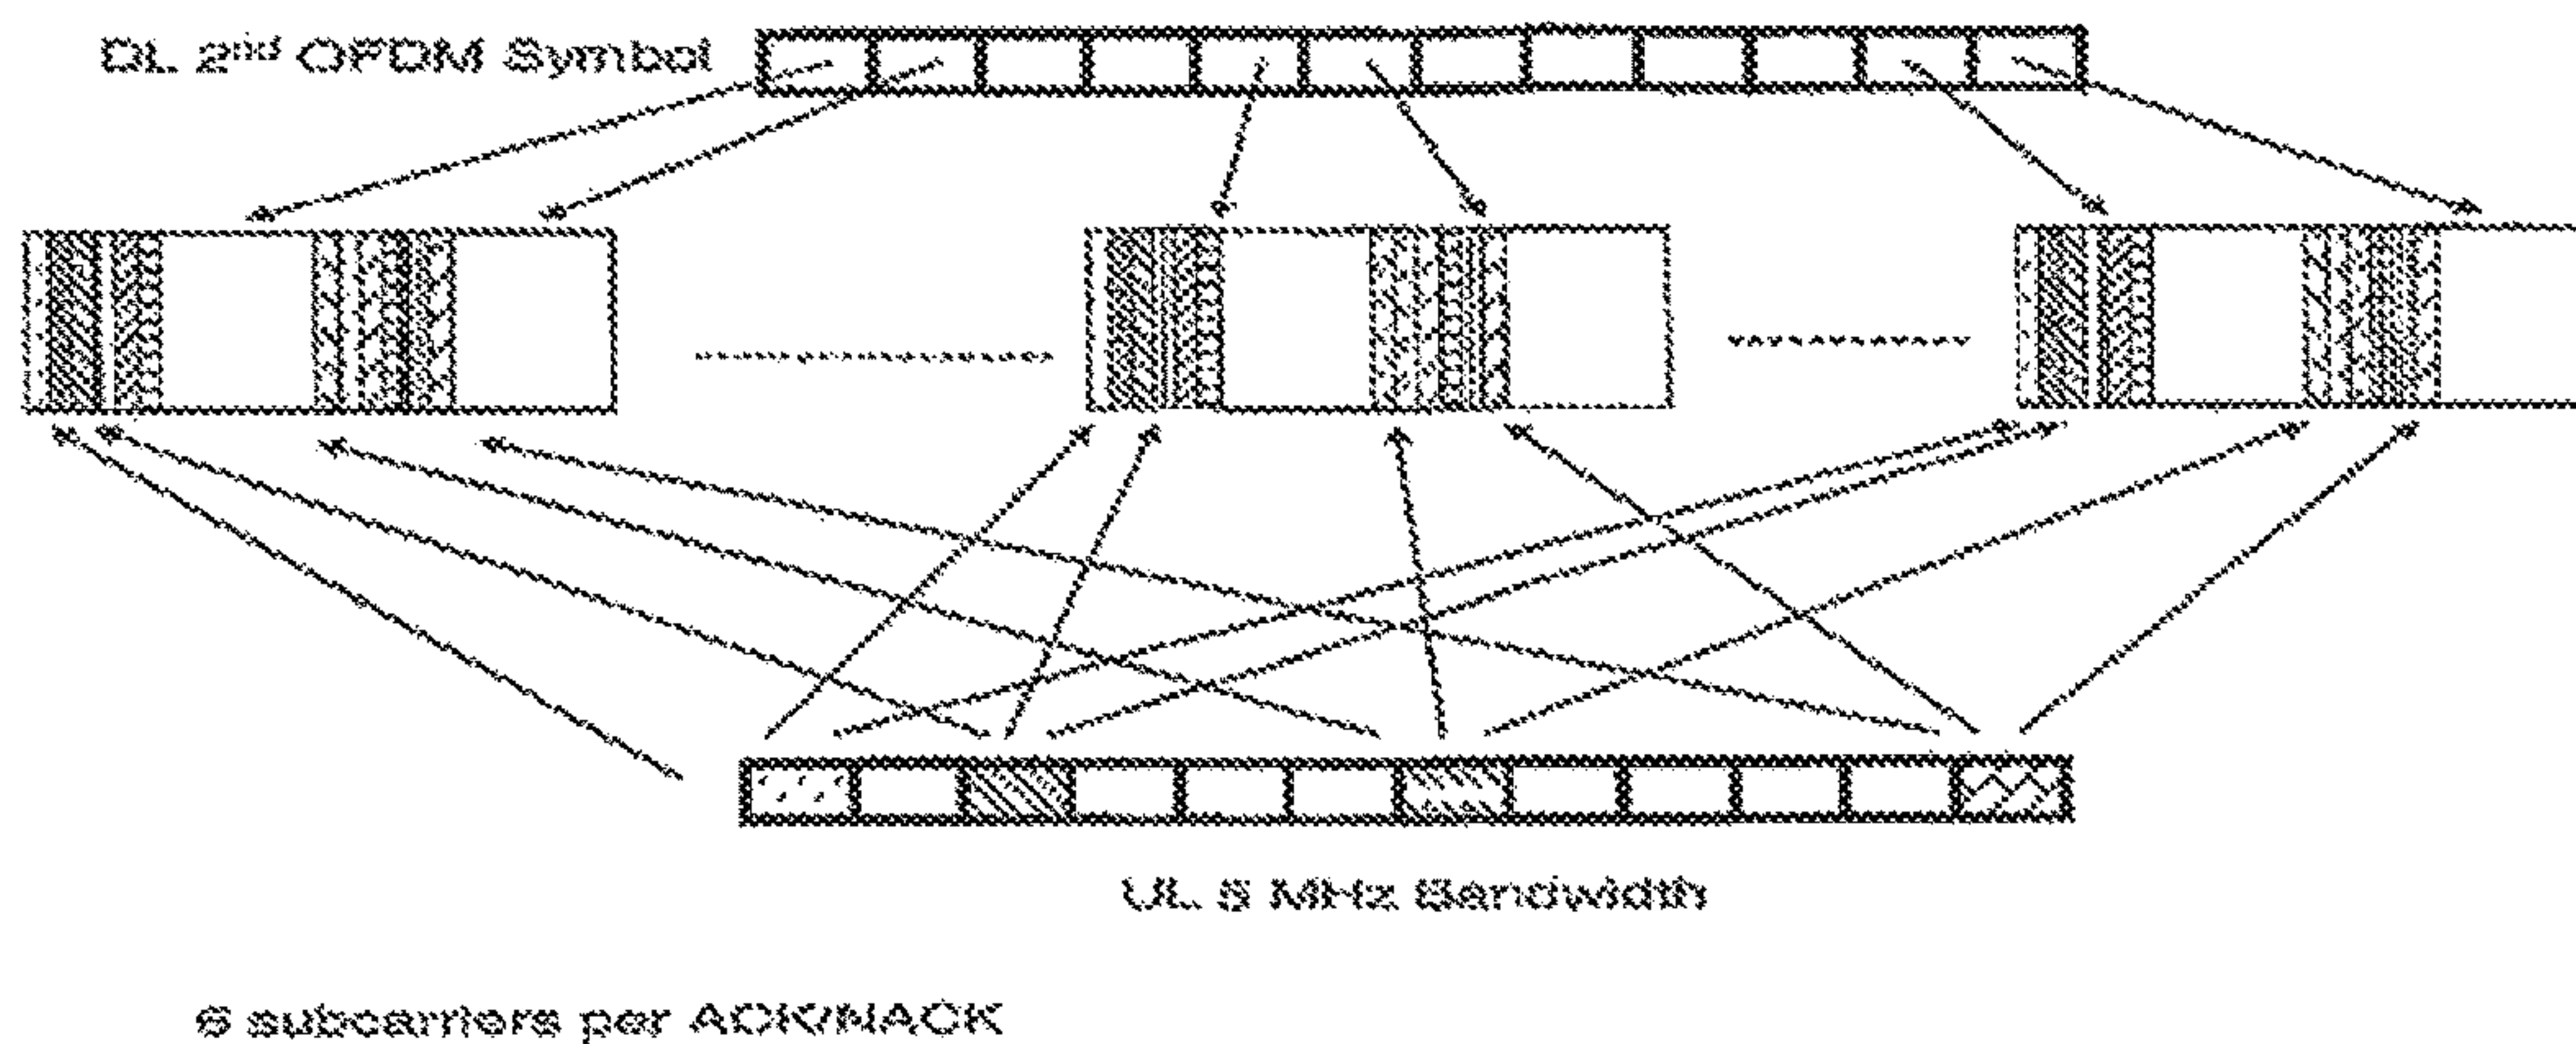 DL 2nd OFDM Symbol
UL 5 MHz Bandwidth
6 subcarriers per ACK/NACK